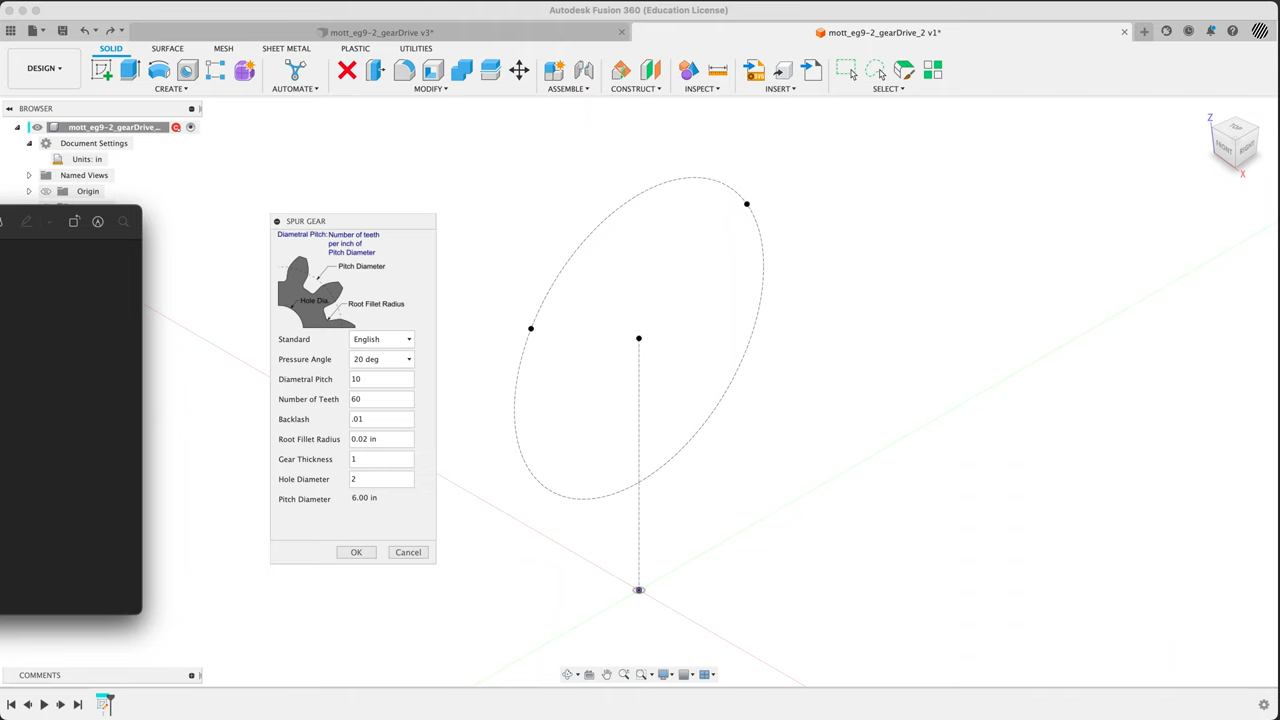 Autodesk Fusion 360 (Education License)
mott_eg9-2_gearDrive v3*
mott_eg9-2_gearDrive_2 v1*
SOLID SURFACE MESH SHEET METAL PLASTIC UTILITIES
DESIGN
CREATE AUTOMATE MODIFY ASSEMBLE CONSTRUCT INSPECT INSERT SELECT
BROWSER
mott_eg9-2_gearDrive_...
Document Settings
Units: in
Named Views
Origin
Z
TOP
FRONT
RIGHT
X
SPUR GEAR
Diametral Pitch: Number of teeth
per inch of
Pitch Diameter
Pitch Diameter
Hole Dia.
Root Fillet Radius
Standard English
Pressure Angle 20 deg
Diametral Pitch 10
Number of Teeth 60
Backlash .01
Root Fillet Radius 0.02 in
Gear Thickness 1
Hole Diameter 2
Pitch Diameter 6.00 in
OK Cancel
COMMENTS